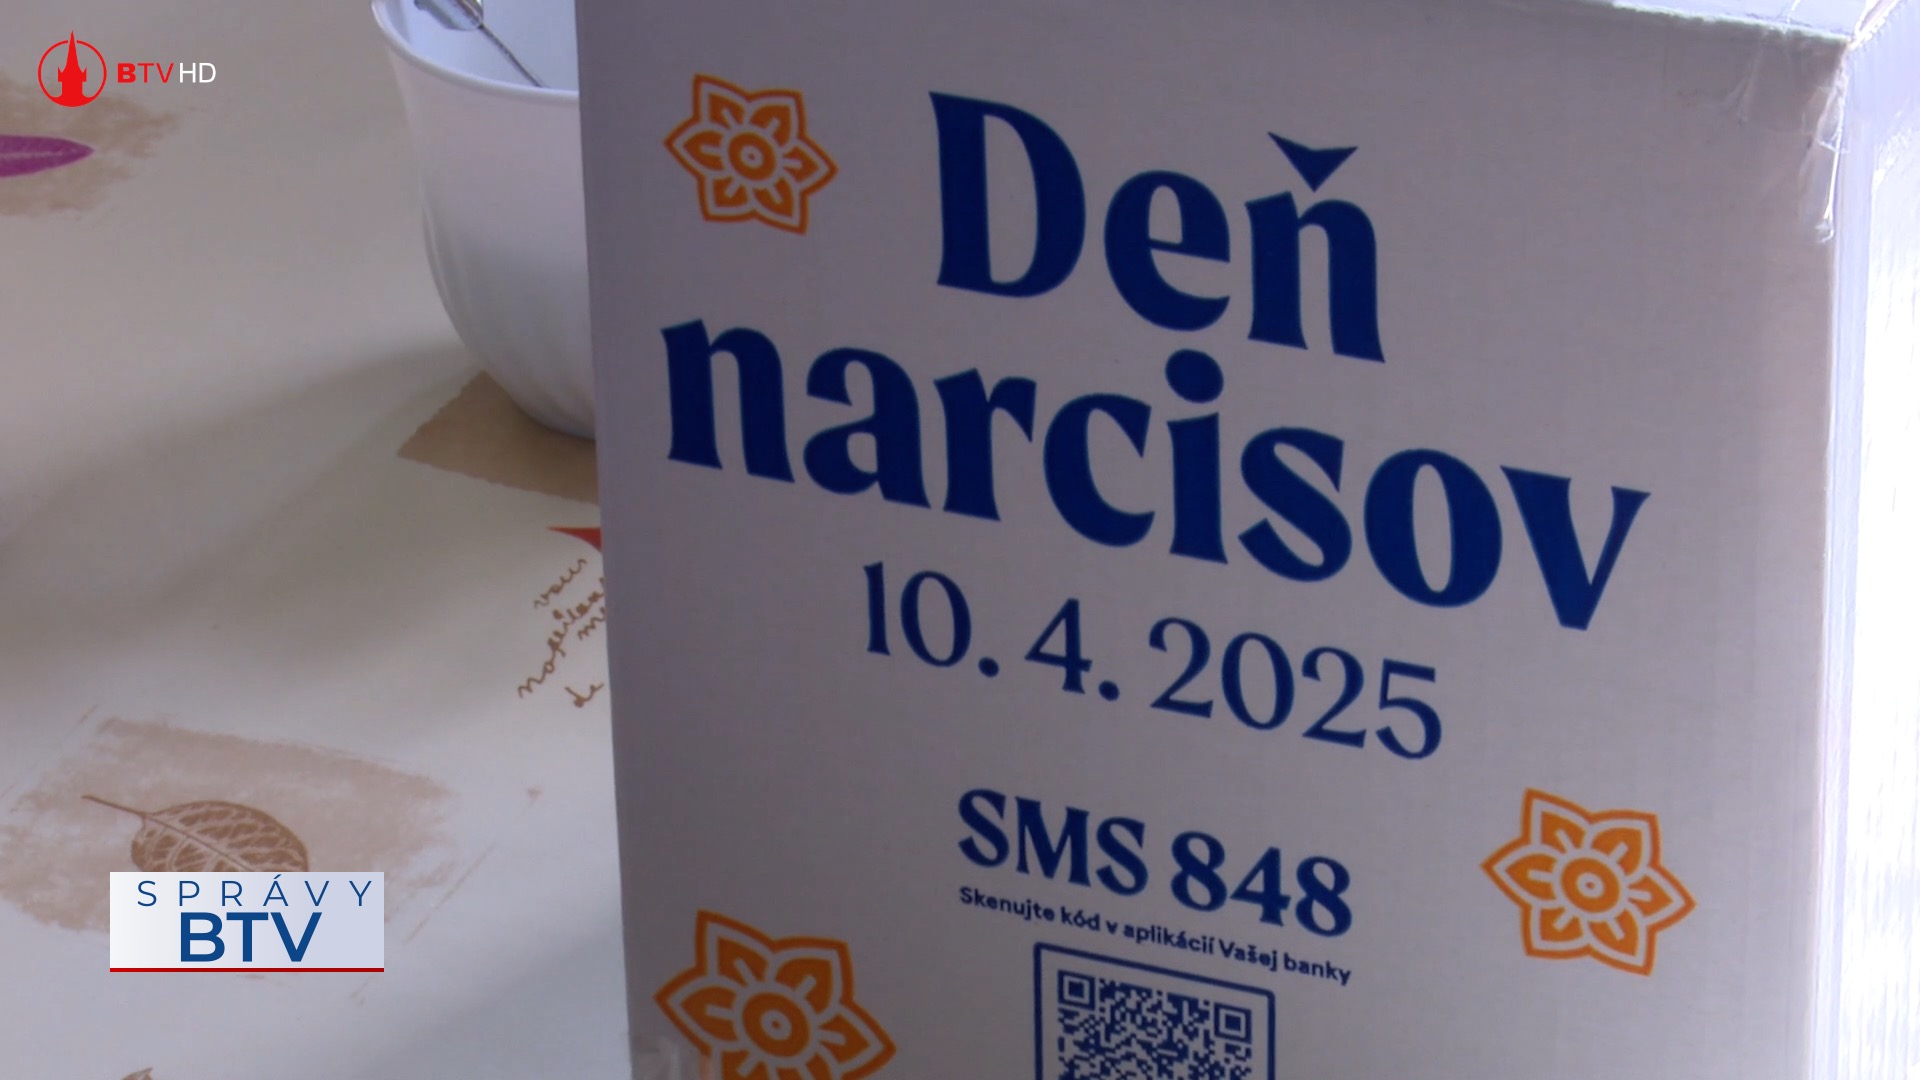 BTV HD
Deň
narcisov
10. 4. 2025
SMS 848
Skenujte kód v aplikácií Vašej banky
SPRÁVY
BTV